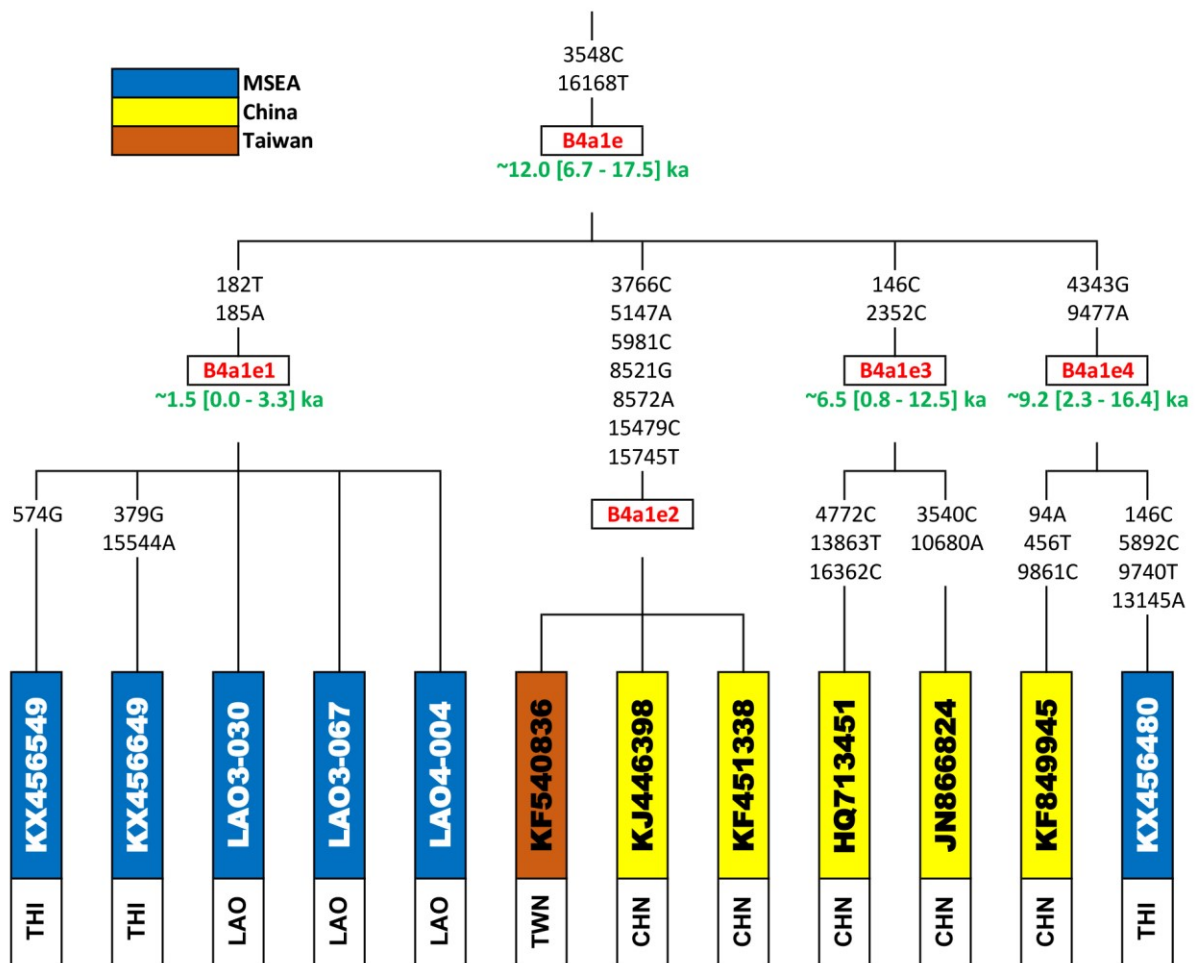 3548C
16168T
MSEA
China
Taiwan
B4a1e
~12.0 [6.7 - 17.5] ka
182T
185A
B4a1e1
~1.5 [0.0 - 3.3] ka
3766C
5147A
5981C
8521G
8572A
15479C
15745T
B4a1e2
146C
2352C
B4a1e3
~6.5 [0.8 - 12.5] ka
4343G
9477A
B4a1e4
~9.2 [2.3 - 16.4] ka
574G
379G
15544A
4772C
13863T
16362C
3540C
10680A
94A
456T
9861C
146C
5892C
9740T
13145A
KX456549
KX456649
LAO3-030
LAO3-067
LAO4-004
KF540836
KJ446398
KF451338
HQ713451
JN866824
KF849945
KX456480
THI
THI
LAO
LAO
LAO
TWN
CHN
CHN
CHN
CHN
CHN
THI